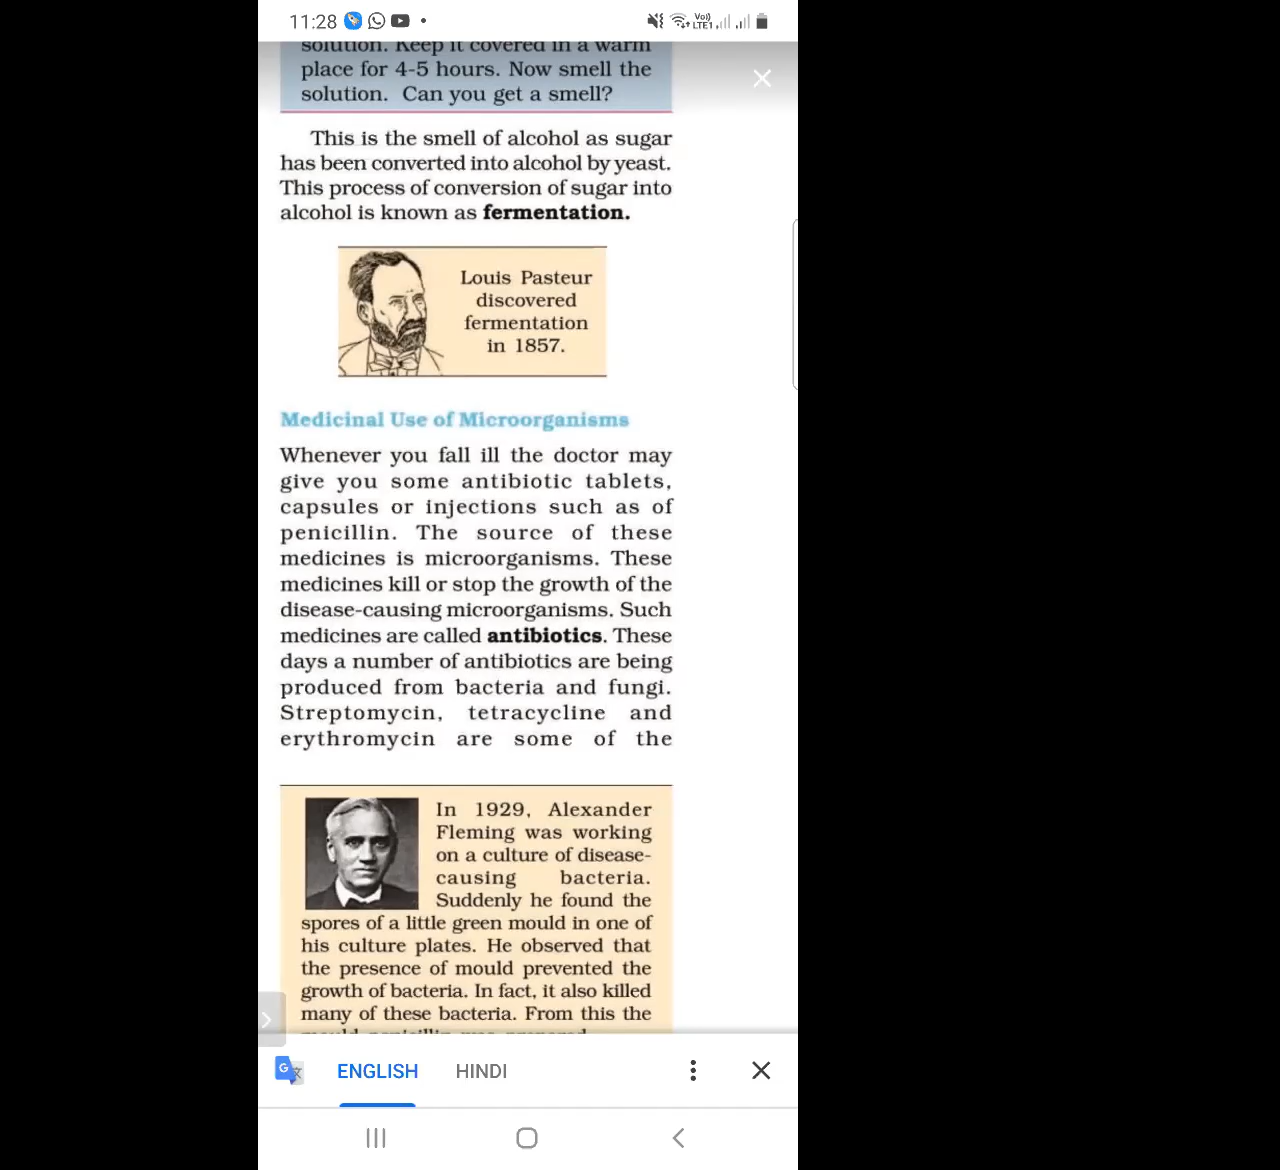 11:28
Vo))
LTE1
solution. Keep it covered in a warm
place for 4-5 hours. Now smell the
solution. Can you get a smell?
This is the smell of alcohol as sugar
has been converted into alcohol by yeast.
This process of conversion of sugar into
alcohol is known as fermentation.
Louis Pasteur
discovered
fermentation
in 1857.
Medicinal Use of Microorganisms
Whenever you fall ill the doctor may
give you some antibiotic tablets,
capsules or injections such as of
penicillin. The source of these
medicines is microorganisms. These
medicines kill or stop the growth of the
disease-causing microorganisms. Such
medicines are called antibiotics. These
days a number of antibiotics are being
produced from bacteria and fungi.
Streptomycin, tetracycline and
erythromycin are some of the
In 1929, Alexander
Fleming was working
on a culture of disease-
causing bacteria.
Suddenly he found the
spores of a little green mould in one of
his culture plates. He observed that
the presence of mould prevented the
growth of bacteria. In fact, it also killed
many of these bacteria. From this the
mould penicillin was prepared.
ENGLISH HINDI